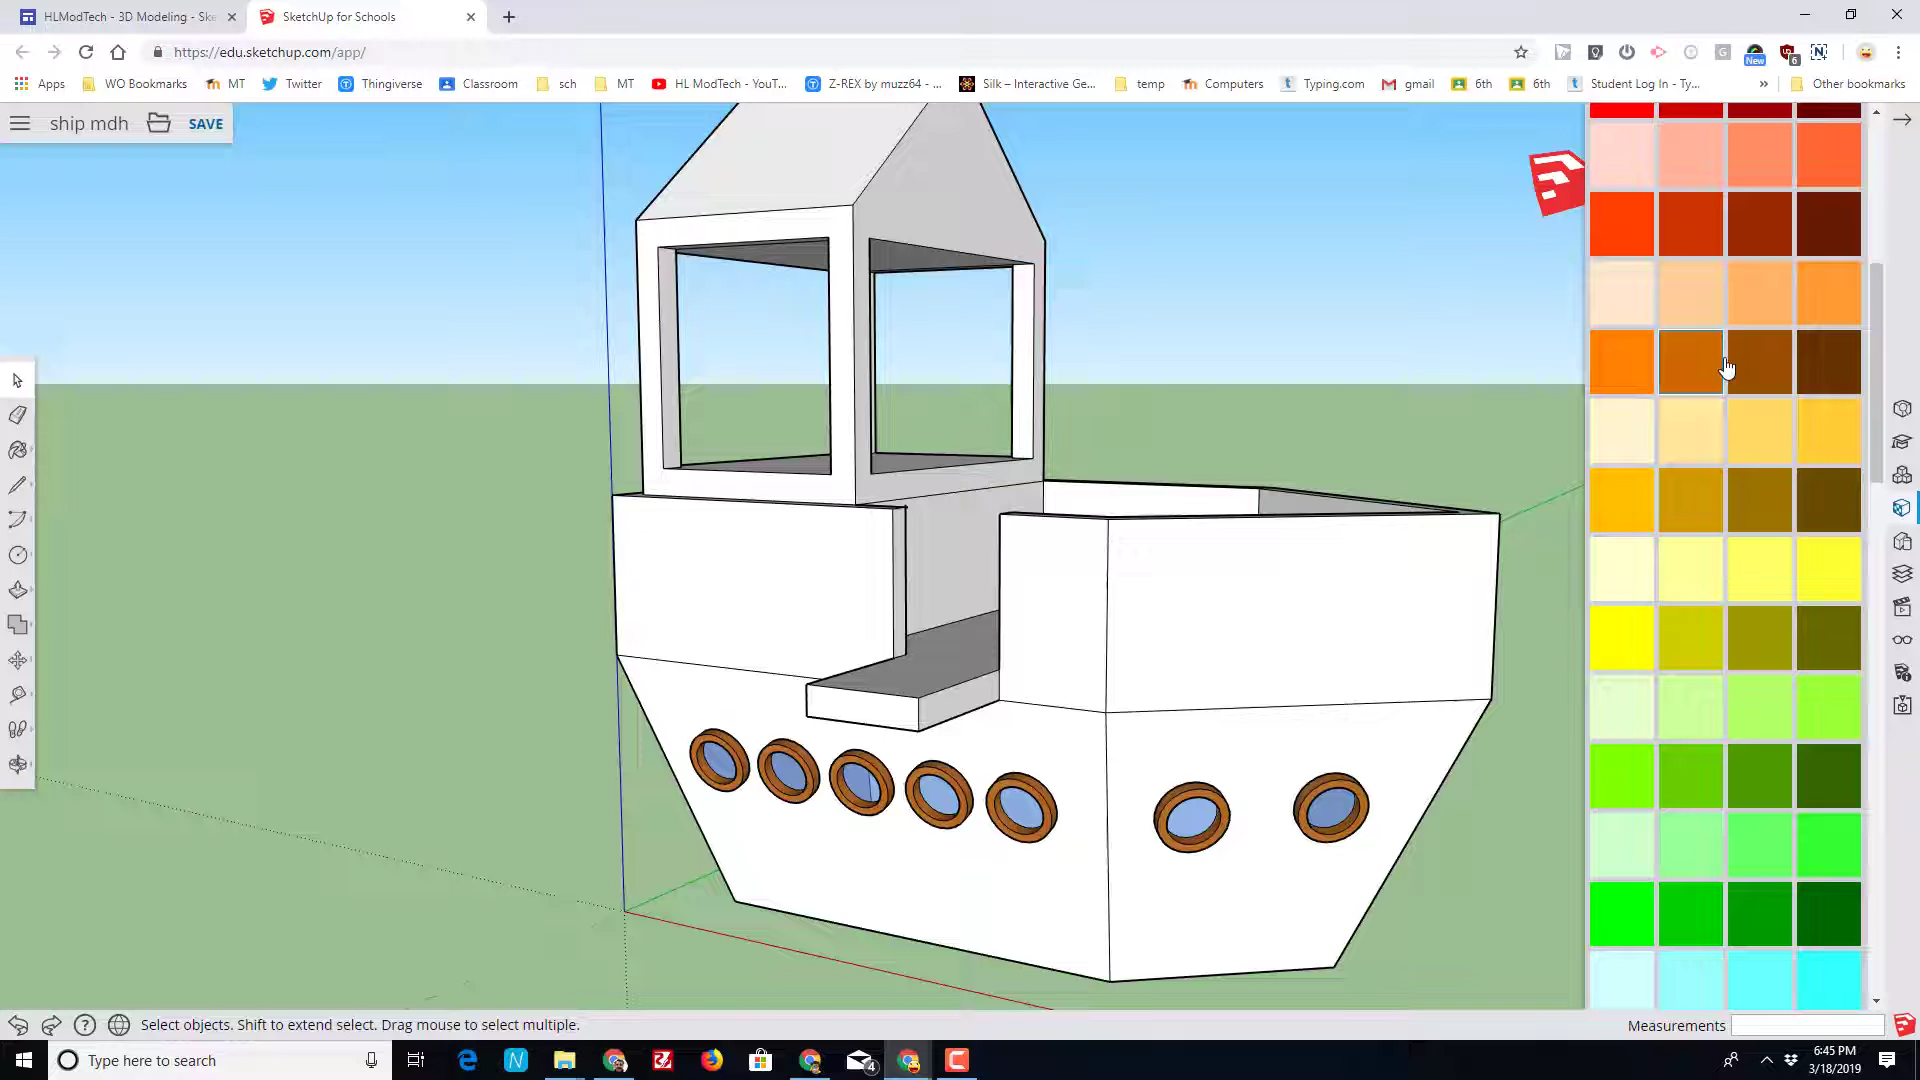 HLModTech - 3D Modeling - Ske
SketchUp for Schools
https://edu.sketchup.com/app/
New
6
Apps
WO Bookmarks
MT
Twitter
Thingiverse
Classroom
sch
MT
HL ModTech - YouT...
Z-REX by muzz64 - ...
Silk – Interactive Ge...
temp
Computers
Typing.com
gmail
6th
6th
Student Log In - Ty...
»
Other bookmarks
ship mdh
SAVE
Select objects. Shift to extend select. Drag mouse to select multiple.
Measurements
Type here to search
4
6:45 PM
3/18/2019